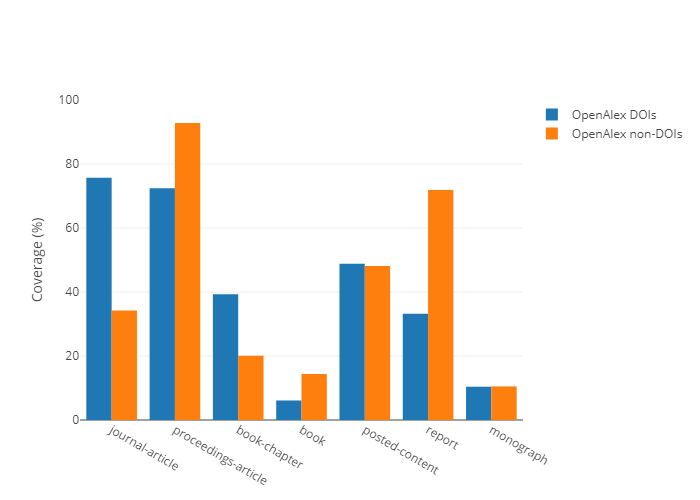 100
80
60
40
20
0
Coverage (%)
journal-article
proceedings-article
book-chapter
book
posted-content
report
monograph
OpenAlex DOIs
OpenAlex non-DOIs